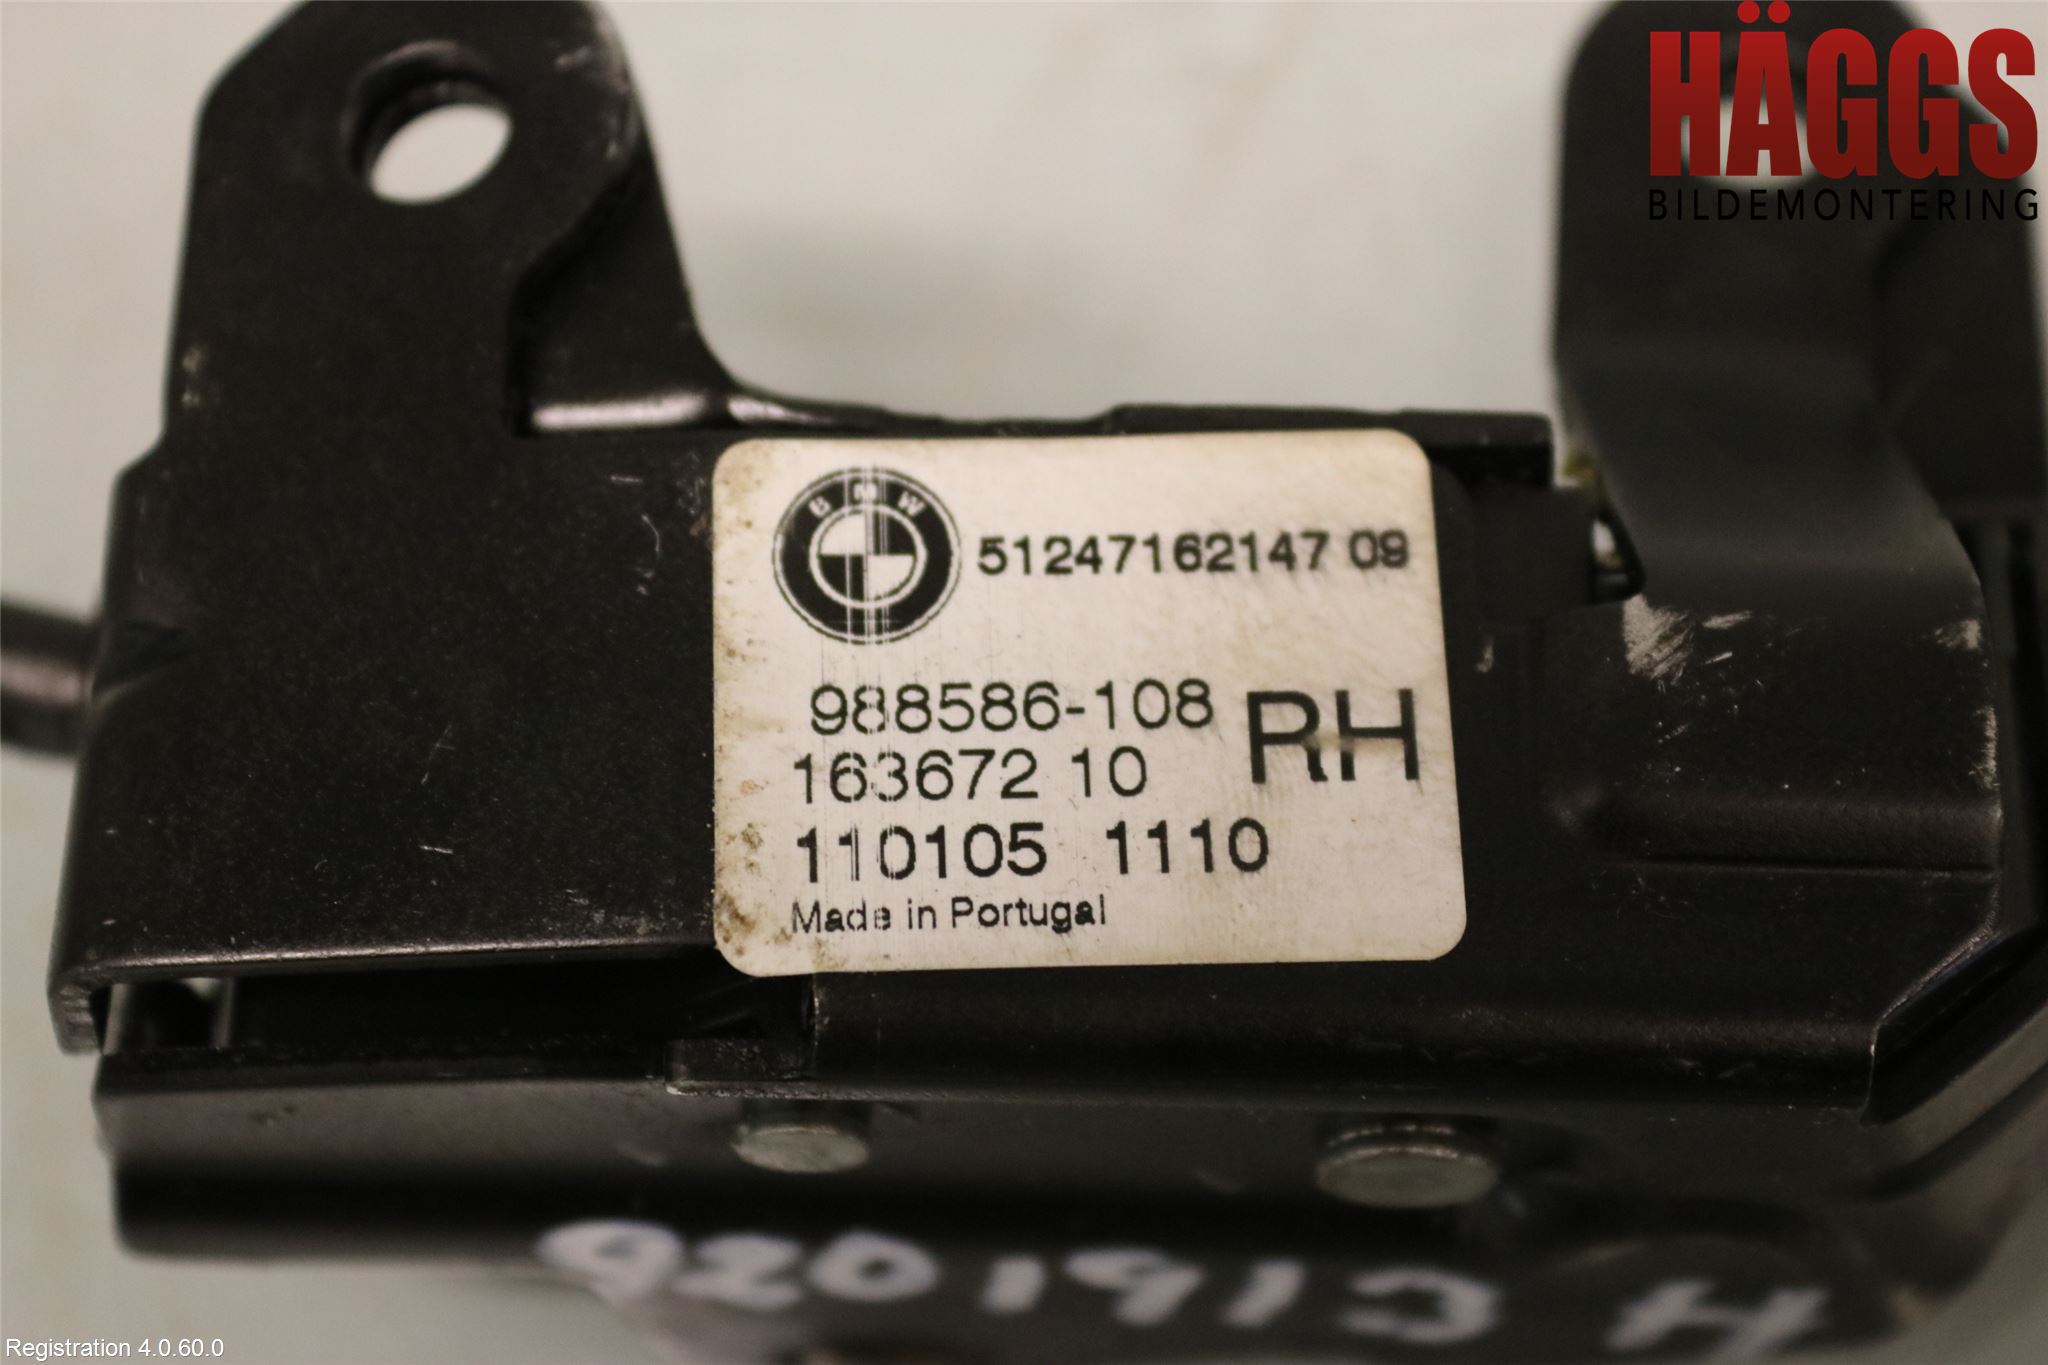 HÄGGS
BILDEMONTERING
BMW
51247162147 09
988586-108
RH
163672 10
110105 1110
Made in Portugal
H
Registration 4.0.60.0